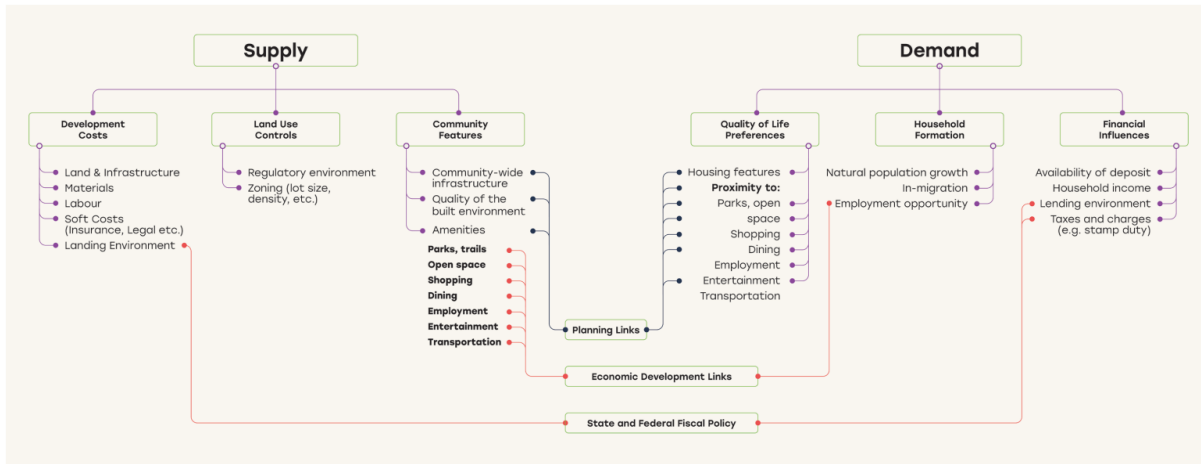 Supply
Demand
Development
Costs
Land Use
Controls
Community
Features
Quality of Life
Preferences
Household
Formation
Financial
Influences
Land & Infrastructure
Materials
Labour
Soft Costs
(Insurance, Legal etc.)
Landing Environment
Regulatory environment
Zoning (lot size,
density, etc.)
Community-wide
infrastructure
Quality of the
built environment
Amenities
Parks, trails
Open space
Shopping
Dining
Employment
Entertainment
Transportation
Housing features
Proximity to:
Parks, open
space
Shopping
Dining
Employment
Entertainment
Transportation
Natural population growth
In-migration
Employment opportunity
Availability of deposit
Household income
Lending environment
Taxes and charges
(e.g. stamp duty)
Planning Links
Economic Development Links
State and Federal Fiscal Policy